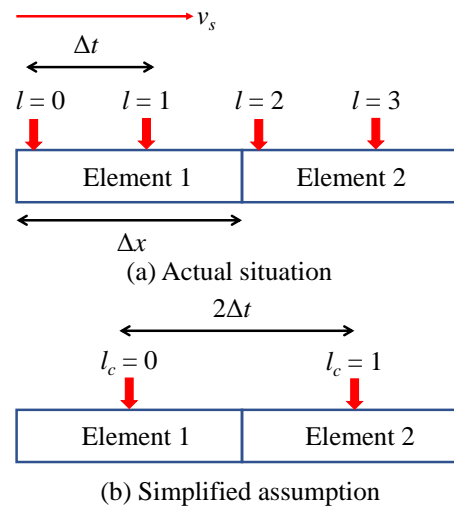 v_s
Δt
l = 0 l = 1 l = 2 l = 3
Element 1 Element 2
Δx
(a) Actual situation
2Δt
l_c = 0 l_c = 1
Element 1 Element 2
(b) Simplified assumption